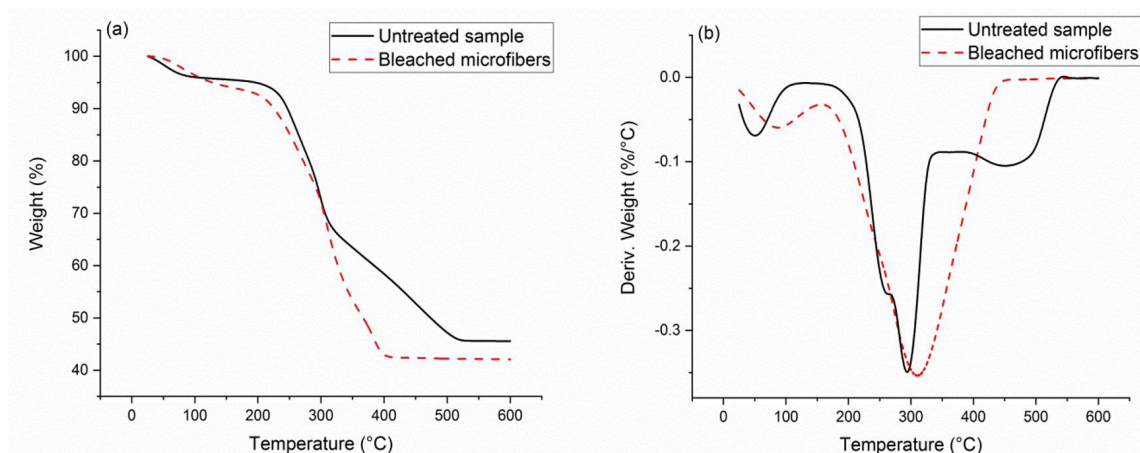 (a)
Untreated sample
Bleached microfibers
100
90
80
70
60
50
40
Weight (%)
0 100 200 300 400 500 600
Temperature (°C)
(b)
Untreated sample
Bleached microfibers
0.0
-0.1
-0.2
-0.3
Deriv. Weight (%/°C)
0 100 200 300 400 500 600
Temperature (°C)